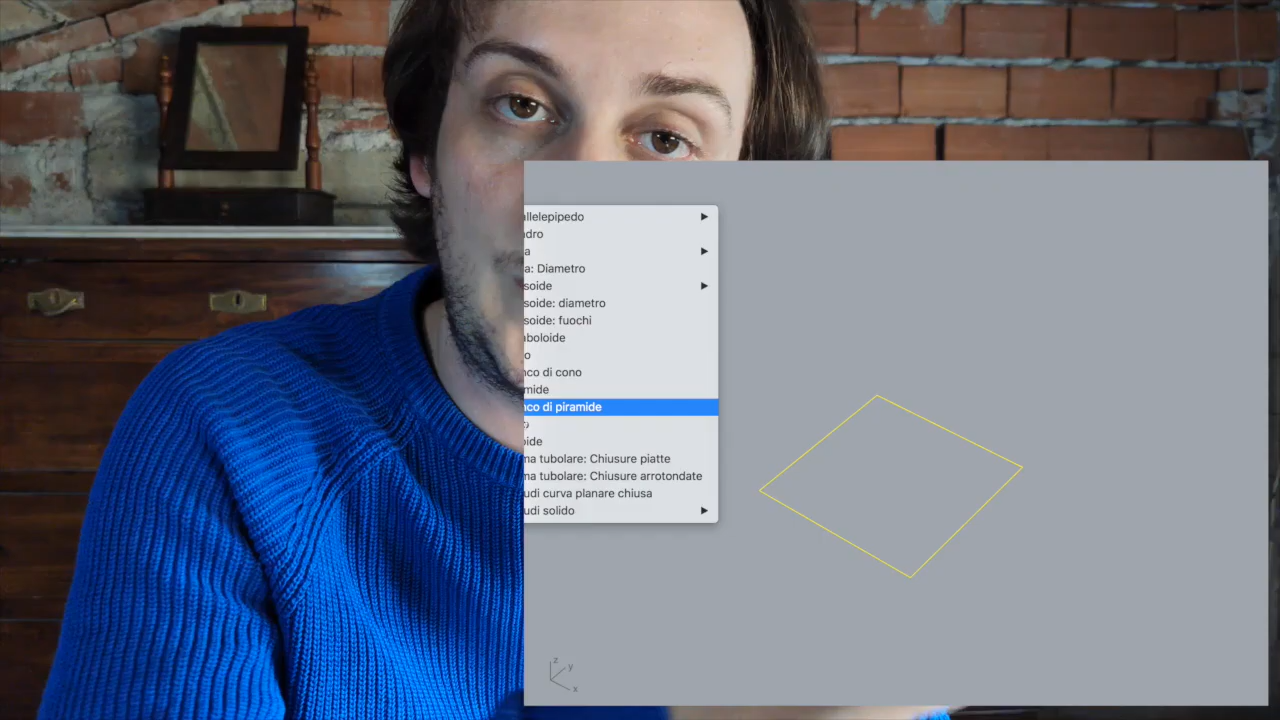 allelepipedo
ndro
a
a: Diametro
soide
soide: diametro
soide: fuochi
aboloide
o
nco di cono
mide
nco di piramide
oide
ma tubolare: Chiusure piatte
ma tubolare: Chiusure arrotondate
udi curva planare chiusa
udi solido
z
y
x